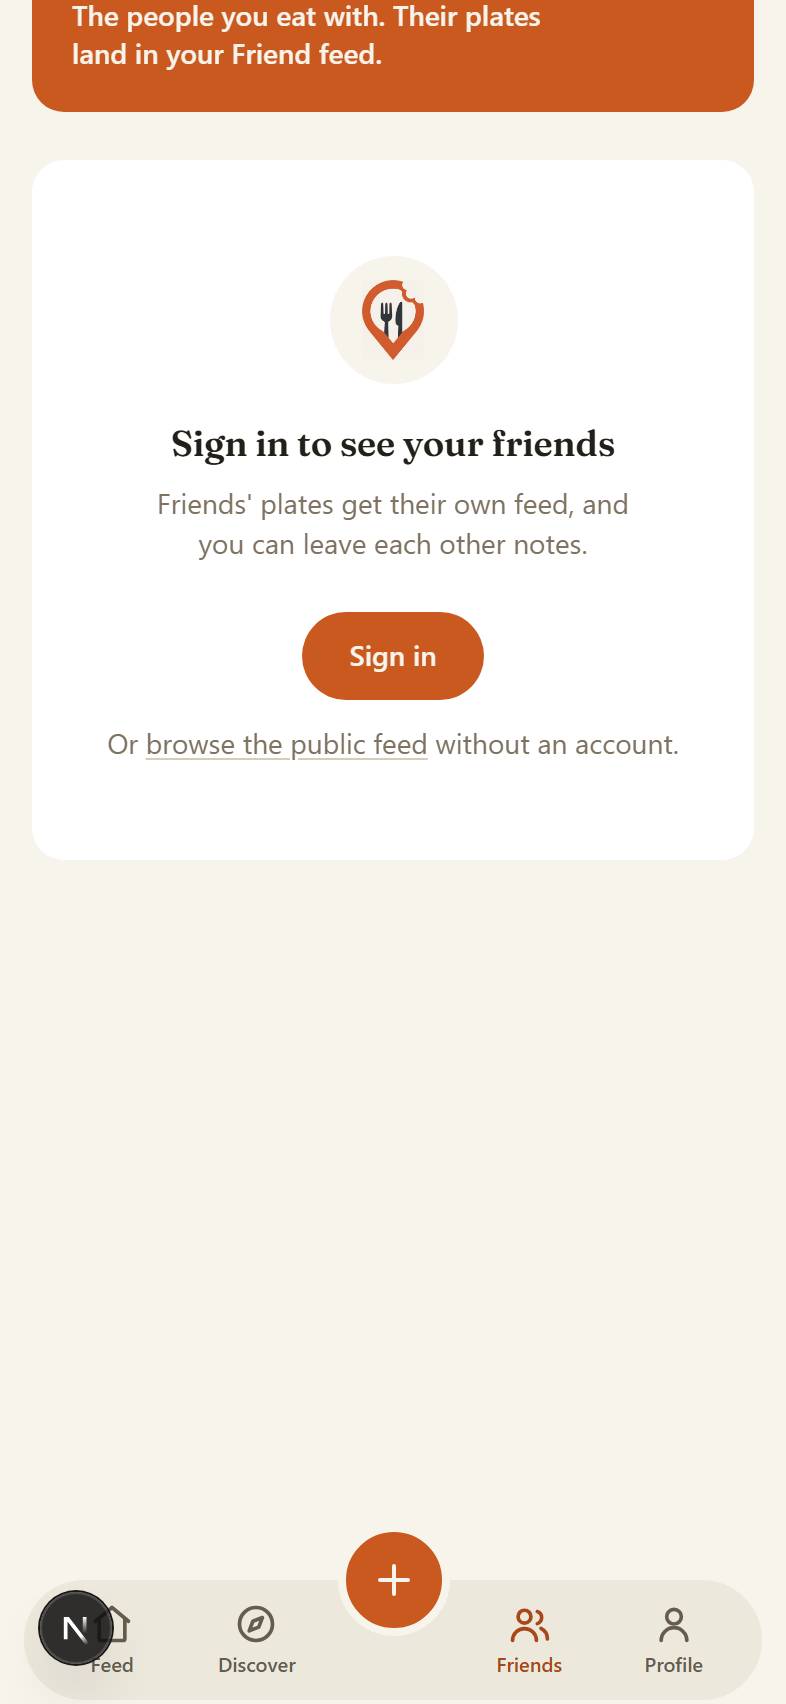 The people you eat with. Their plates
land in your Friend feed.
Sign in to see your friends
Friends' plates get their own feed, and
you can leave each other notes.
Sign in
Or browse the public feed without an account.
N
Feed
Discover
Friends
Profile